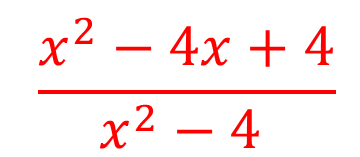 x² − 4x + 4
x² − 4